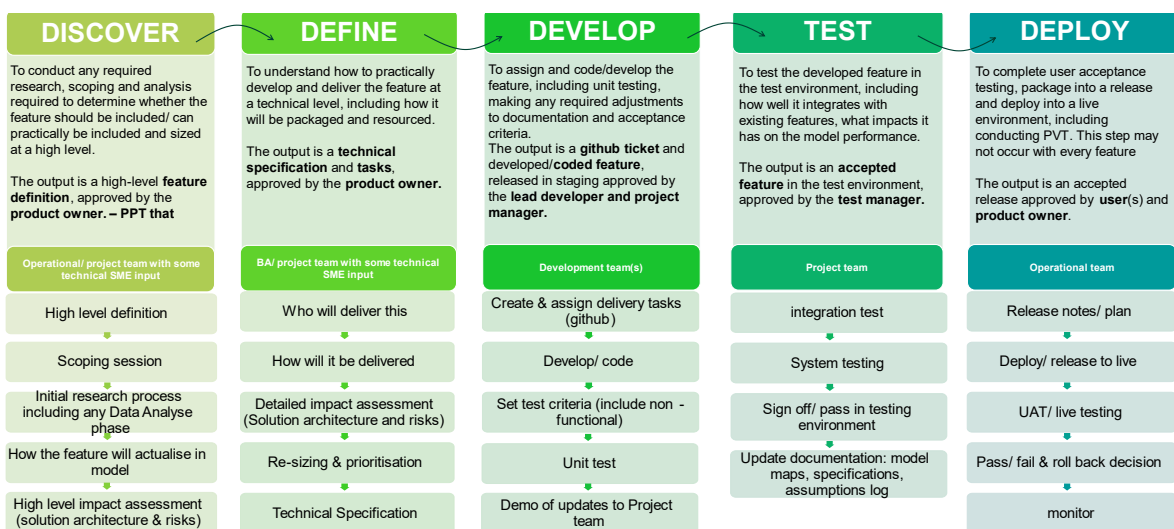 DISCOVER
To conduct any required
research, scoping and analysis
required to determine whether the
feature should be included/ can
practically be included and sized
at a high level.
The output is a high-level feature
definition, approved by the
product owner. – PPT that
Operational/ project team with some
technical SME input
High level definition
Scoping session
Initial research process
including any Data Analyse
phase
How the feature will actualise in
model
High level impact assessment
(solution architecture & risks)
DEFINE
To understand how to practically
develop and deliver the feature at
a technical level, including how it
will be packaged and resourced.
The output is a technical
specification and tasks,
approved by the product owner.
BA/ project team with some technical
SME input
Who will deliver this
How will it be delivered
Detailed impact assessment
(Solution architecture and risks)
Re-sizing & prioritisation
Technical Specification
DEVELOP
To assign and code/develop the
feature, including unit testing,
making any required adjustments
to documentation and acceptance
criteria.
The output is a github ticket and
developed/coded feature,
released in staging approved by
the lead developer and project
manager.
Development team(s)
Create & assign delivery tasks
(github)
Develop/ code
Set test criteria (include non -
functional)
Unit test
Demo of updates to Project
team
TEST
To test the developed feature in
the test environment, including
how well it integrates with
existing features, what impacts it
has on the model performance.
The output is an accepted
feature in the test environment,
approved by the test manager.
Project team
integration test
System testing
Sign off/ pass in testing
environment
Update documentation: model
maps, specifications,
assumptions log
DEPLOY
To complete user acceptance
testing, package into a release
and deploy into a live
environment, including
conducting PVT. This step may
not occur with every feature
The output is an accepted
release approved by user(s) and
product owner.
Operational team
Release notes/ plan
Deploy/ release to live
UAT/ live testing
Pass/ fail & roll back decision
monitor